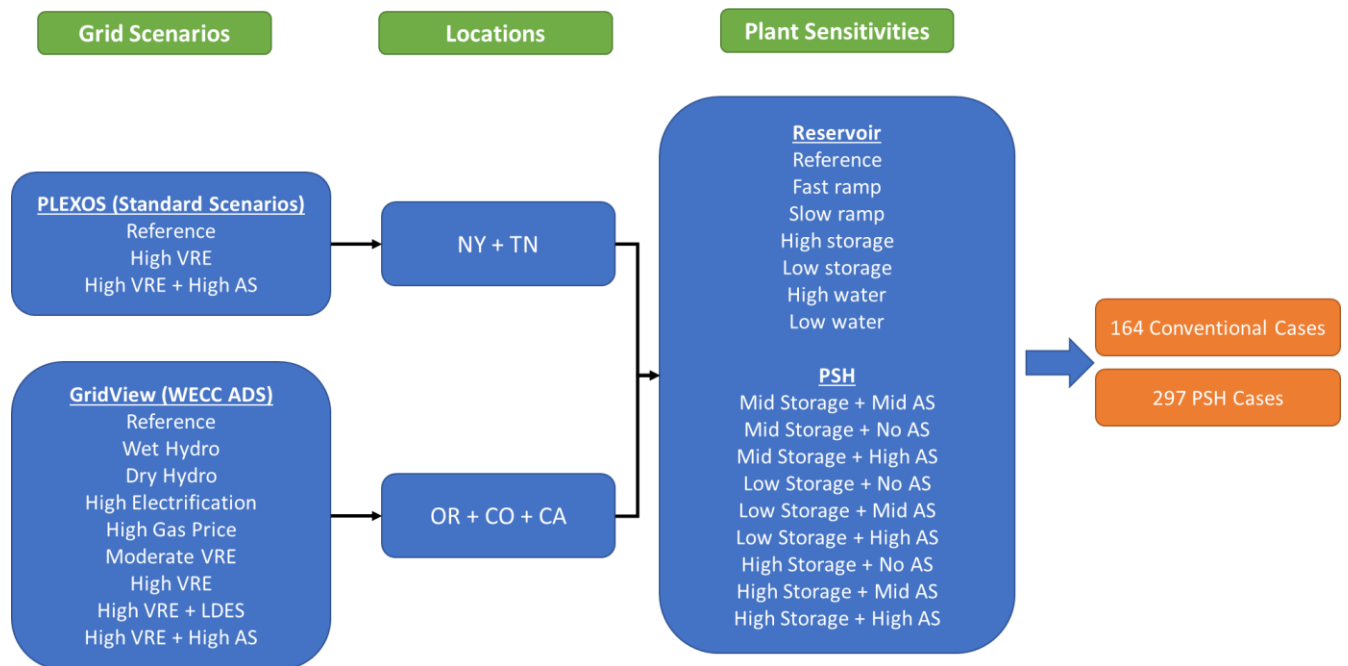 Grid Scenarios
Locations
Plant Sensitivities
PLEXOS (Standard Scenarios)
Reference
High VRE
High VRE + High AS
GridView (WECC ADS)
Reference
Wet Hydro
Dry Hydro
High Electrification
High Gas Price
Moderate VRE
High VRE
High VRE + LDES
High VRE + High AS
NY + TN
OR + CO + CA
Reservoir
Reference
Fast ramp
Slow ramp
High storage
Low storage
High water
Low water
PSH
Mid Storage + Mid AS
Mid Storage + No AS
Mid Storage + High AS
Low Storage + No AS
Low Storage + Mid AS
Low Storage + High AS
High Storage + No AS
High Storage + Mid AS
High Storage + High AS
164 Conventional Cases
297 PSH Cases